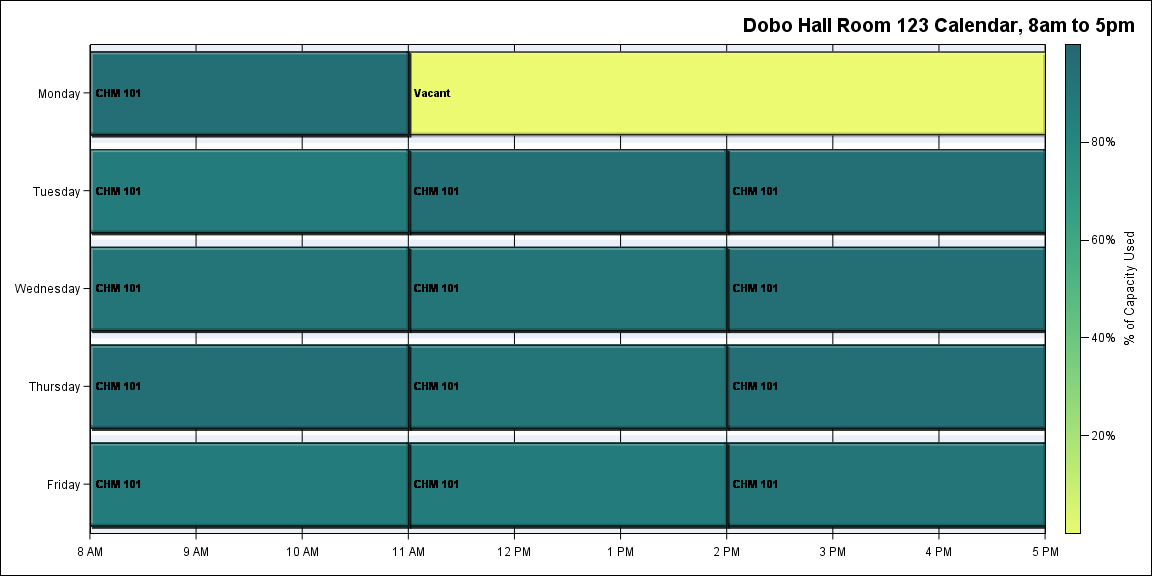 Dobo Hall Room 123 Calendar, 8am to 5pm
Monday
CHM 101
Vacant
Tuesday
CHM 101
CHM 101
CHM 101
Wednesday
CHM 101
CHM 101
CHM 101
Thursday
CHM 101
CHM 101
CHM 101
Friday
CHM 101
CHM 101
CHM 101
8 AM
9 AM
10 AM
11 AM
12 PM
1 PM
2 PM
3 PM
4 PM
5 PM
80%
60%
40%
20%
% of Capacity Used